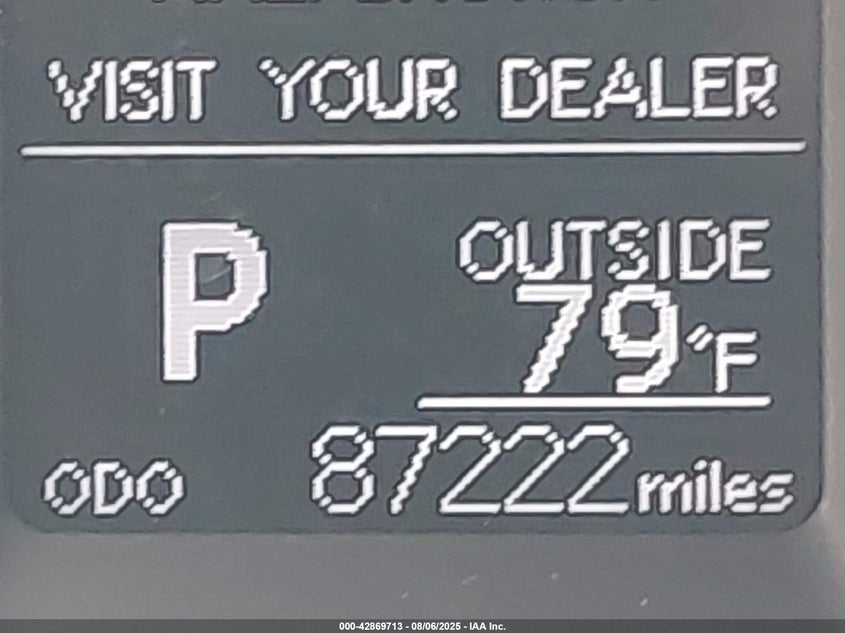 VISIT YOUR DEALER
P
OUTSIDE
79°F
ODO 87222 miles
000-42869713 - 08/06/2025 - IAA Inc.